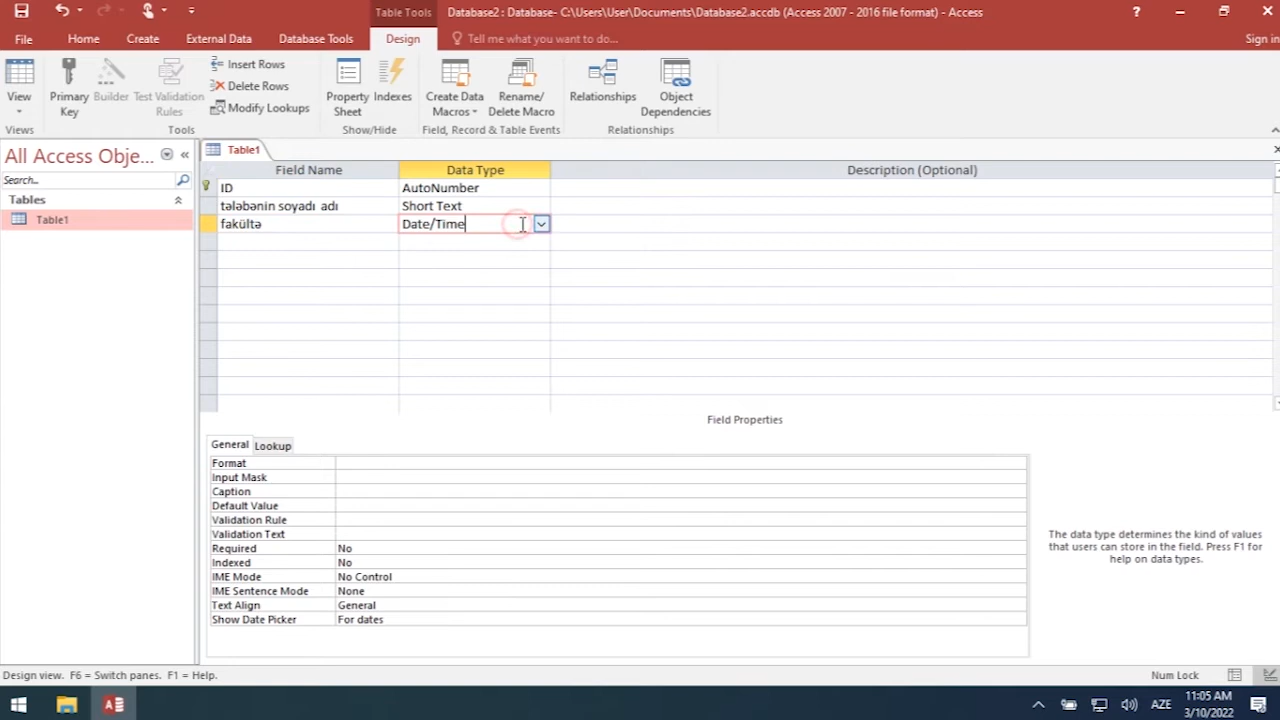 Table Tools
Database2 : Database- C:\Users\User\Documents\Database2.accdb (Access 2007 - 2016 file format) - Access
?
File
Home
Create
External Data
Database Tools
Design
Tell me what you want to do...
Sign in
View
Primary Key
Builder
Test Validation Rules
Insert Rows
Delete Rows
Modify Lookups
Property Sheet
Indexes
Create Data Macros
Rename/ Delete Macro
Relationships
Object Dependencies
Views
Tools
Show/Hide
Field, Record & Table Events
Relationships
All Access Obje...
Search...
Tables
Table1
Table1
Field Name
Data Type
Description (Optional)
ID
AutoNumber
tələbənin soyadı adı
Short Text
fakültə
Date/Time
Field Properties
General
Lookup
Format
Input Mask
Caption
Default Value
Validation Rule
Validation Text
Required
No
Indexed
No
IME Mode
No Control
IME Sentence Mode
None
Text Align
General
Show Date Picker
For dates
The data type determines the kind of values
that users can store in the field. Press F1 for
help on data types.
Design view. F6 = Switch panes. F1 = Help.
Num Lock
AZE
11:05 AM
3/10/2022